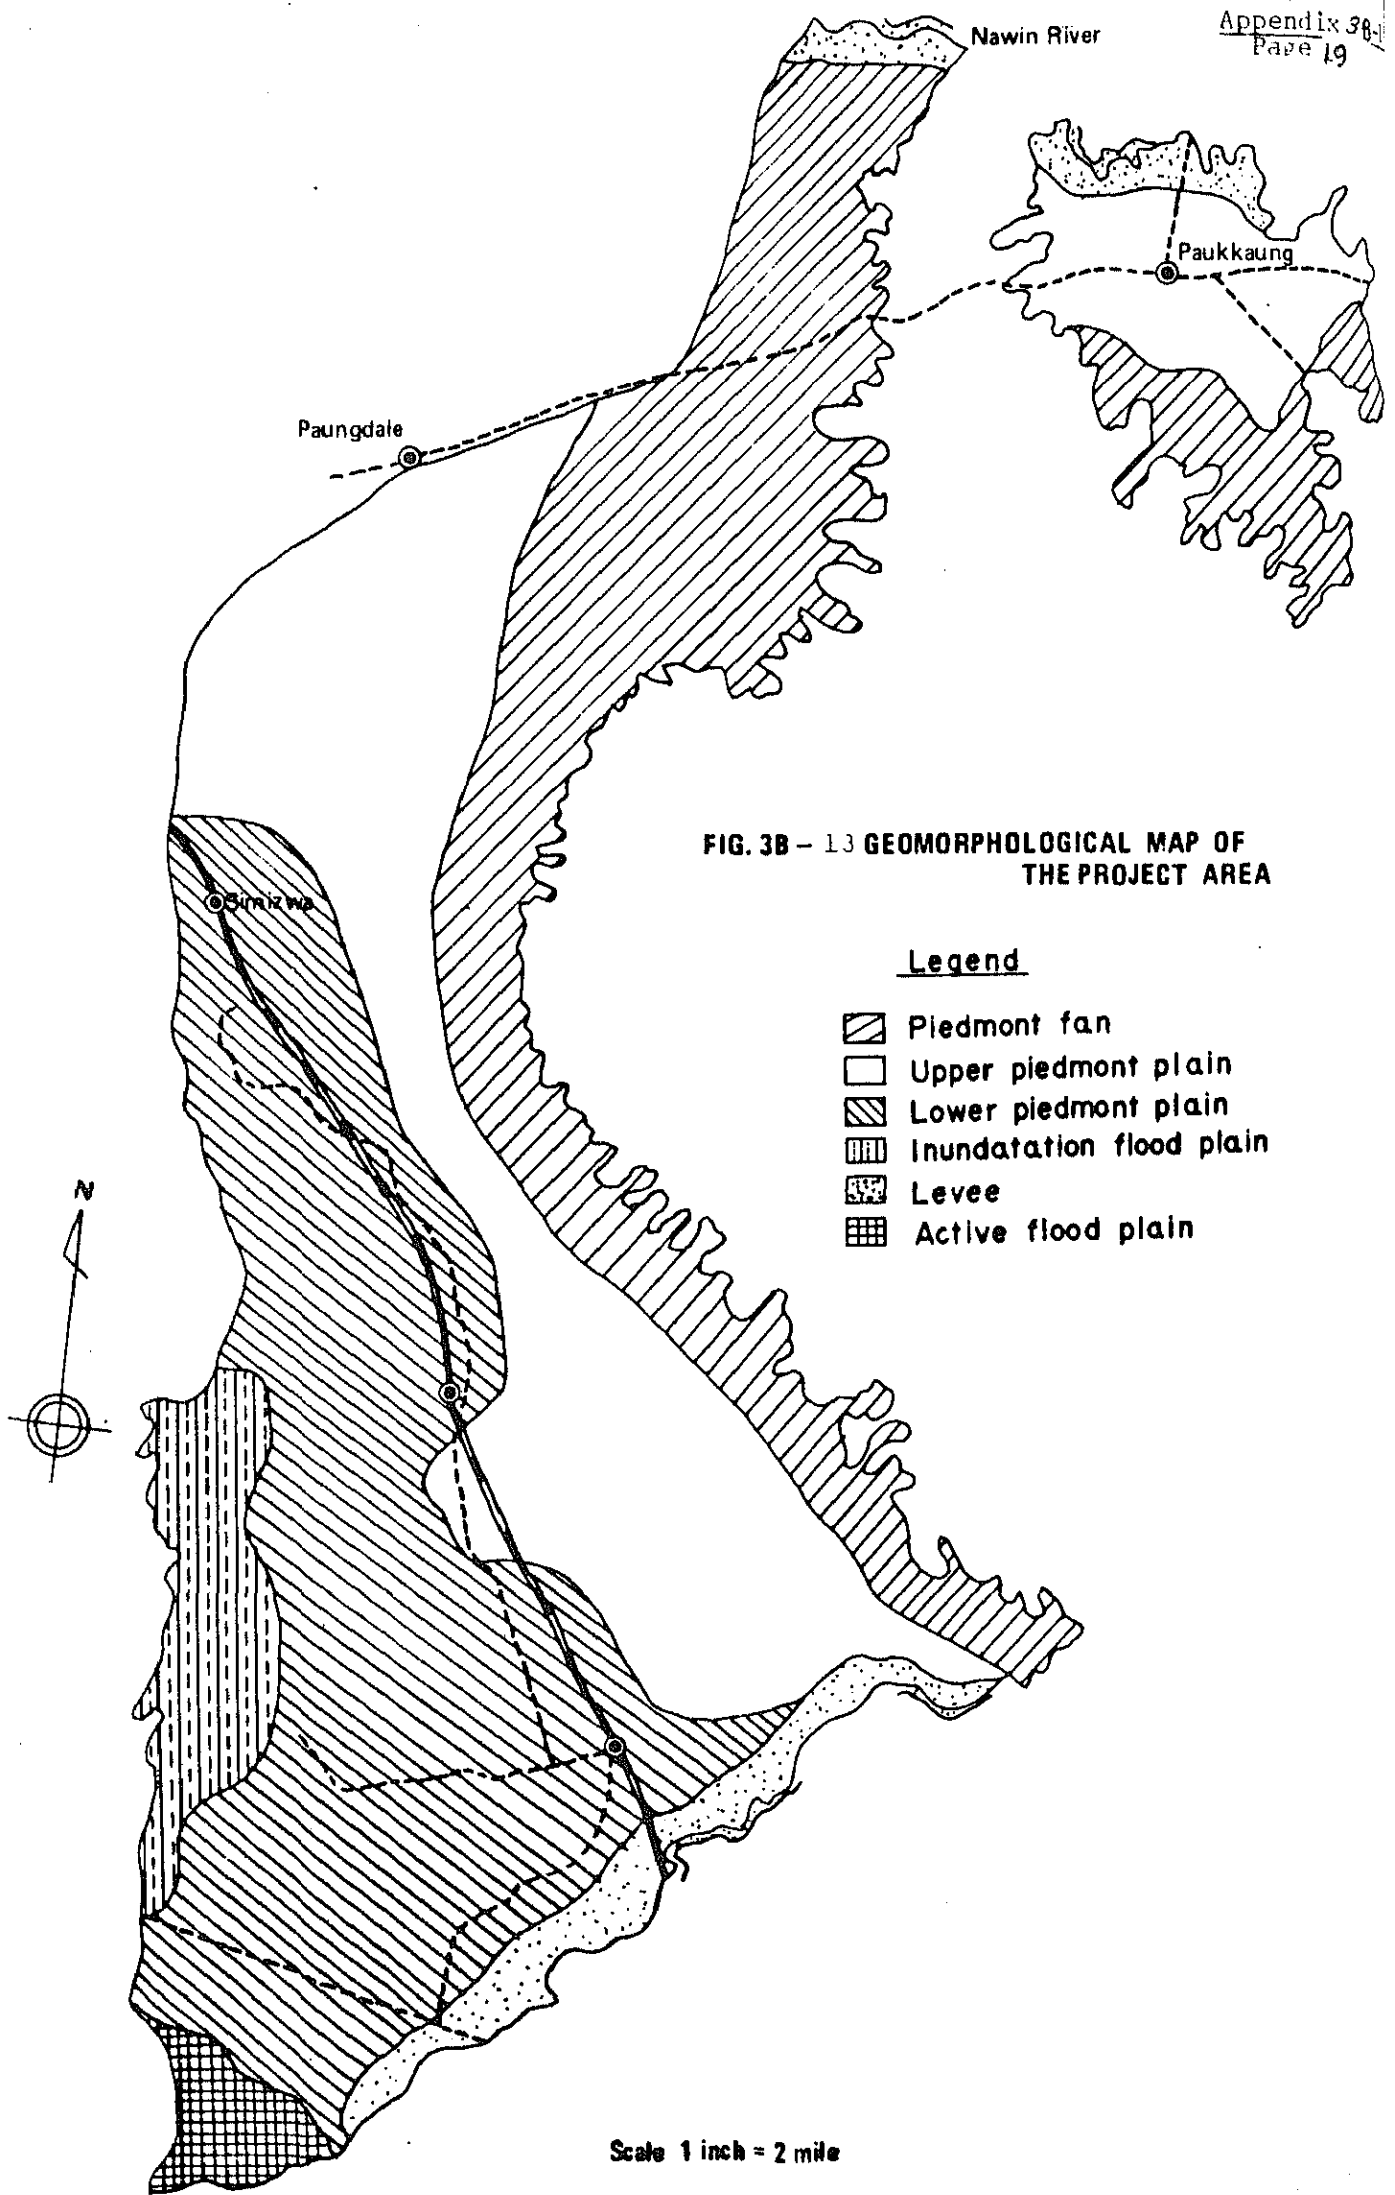 Appendix 3B-1
Page 19
Nawin River
Paukkaung
Paungdale
FIG. 3B - 13 GEOMORPHOLOGICAL MAP OF
THE PROJECT AREA
Simizwa
Legend
Piedmont fan
Upper piedmont plain
Lower piedmont plain
Inundatation flood plain
Levee
Active flood plain
N
Scale 1 inch = 2 mile